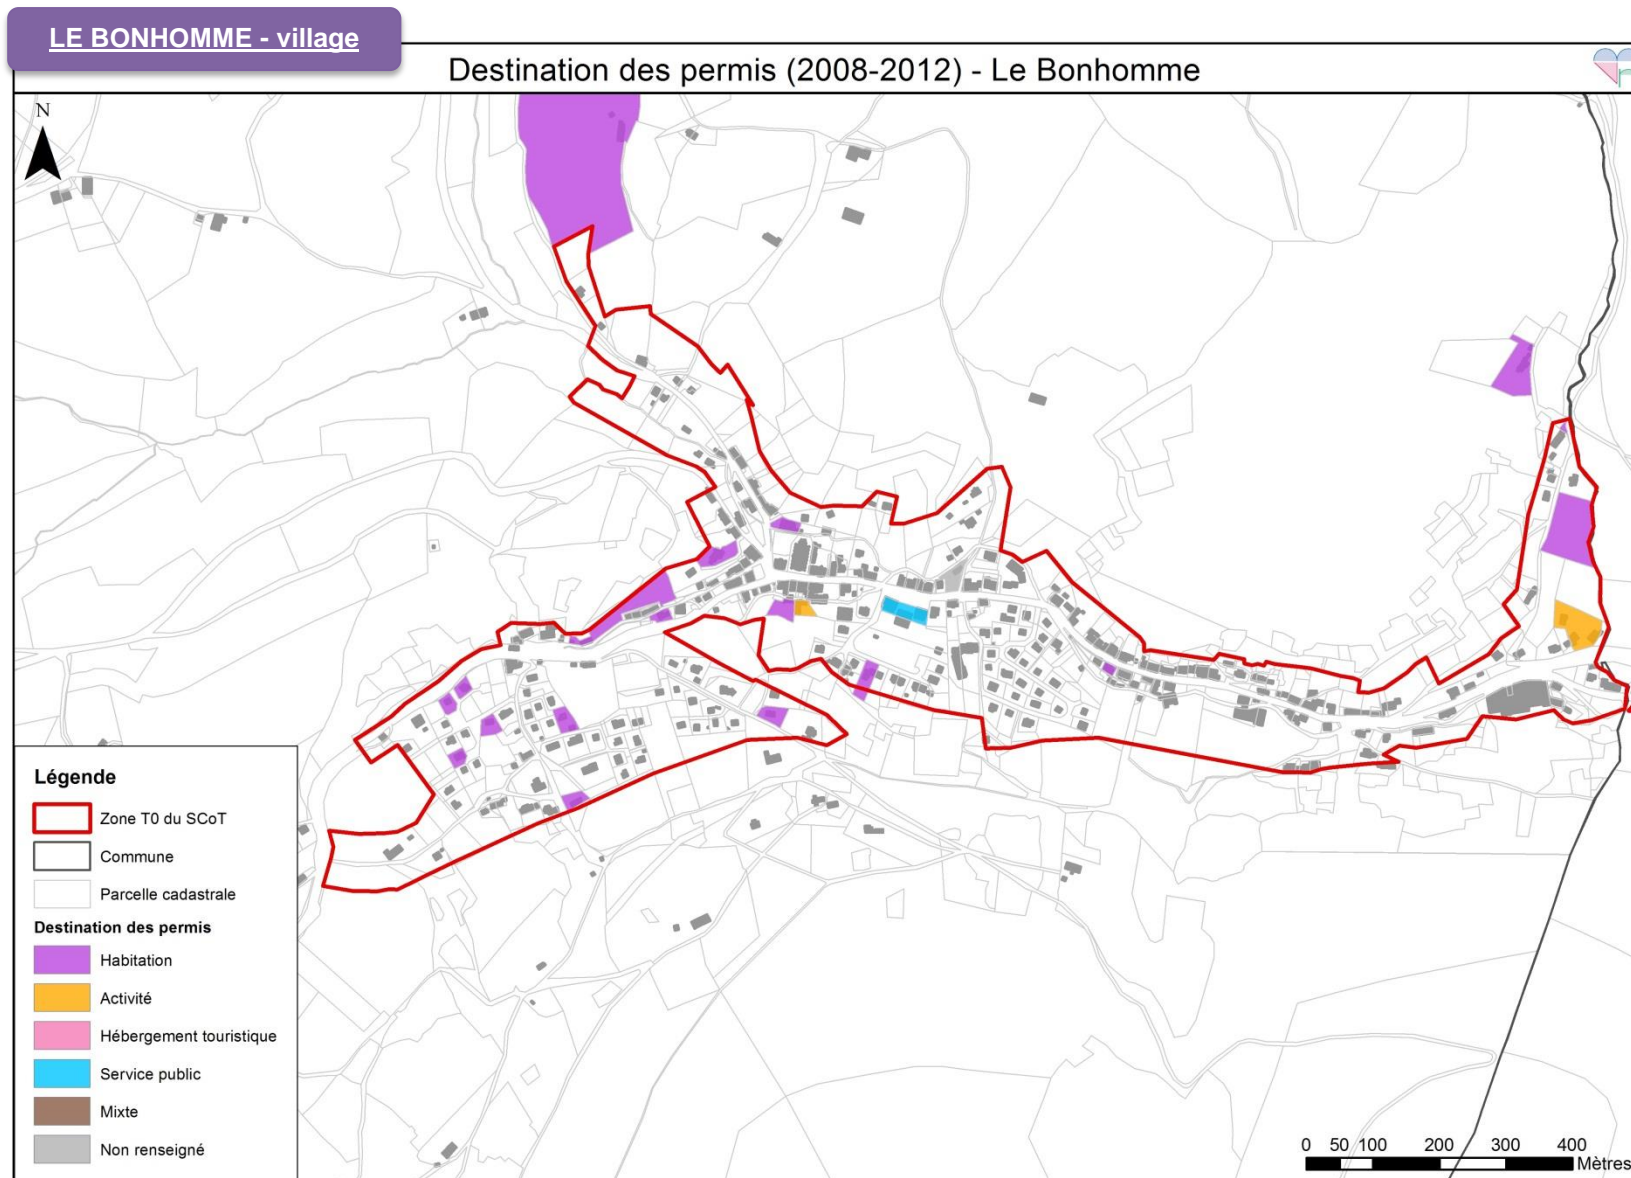 LE BONHOMME - village
Destination des permis (2008-2012) - Le Bonhomme
N
Légende
Zone T0 du SCoT
Commune
Parcelle cadastrale
Destination des permis
Habitation
Activité
Hébergement touristique
Service public
Mixte
Non renseigné
0 50 100 200 300 400
Mètres